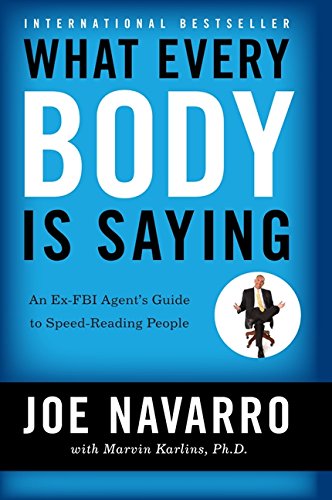 INTERNATIONAL BESTSELLER
WHAT EVERY
BODY
IS SAYING
An Ex-FBI Agent's Guide
to Speed-Reading People
JOE NAVARRO
with Marvin Karlins, Ph.D.